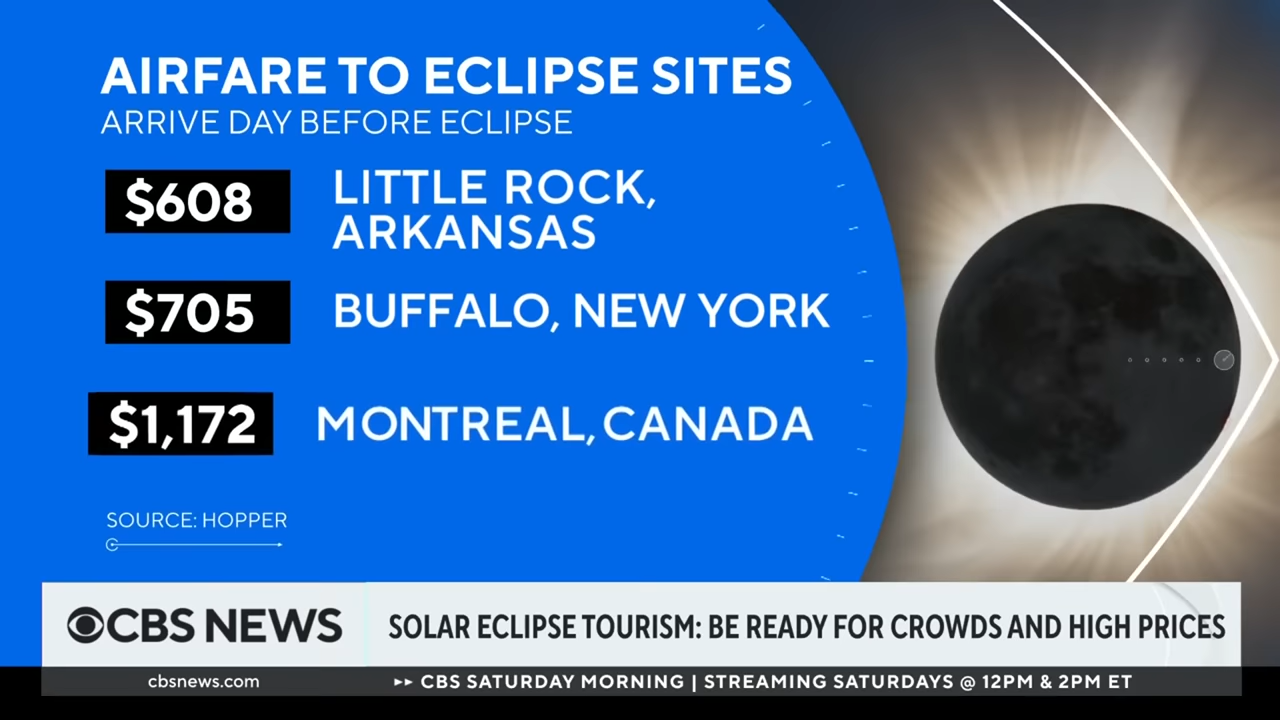 AIRFARE TO ECLIPSE SITES
ARRIVE DAY BEFORE ECLIPSE
$608
LITTLE ROCK,
ARKANSAS
$705
BUFFALO, NEW YORK
$1,172
MONTREAL, CANADA
SOURCE: HOPPER
CBS NEWS
SOLAR ECLIPSE TOURISM: BE READY FOR CROWDS AND HIGH PRICES
cbsnews.com
CBS SATURDAY MORNING | STREAMING SATURDAYS @ 12PM & 2PM ET